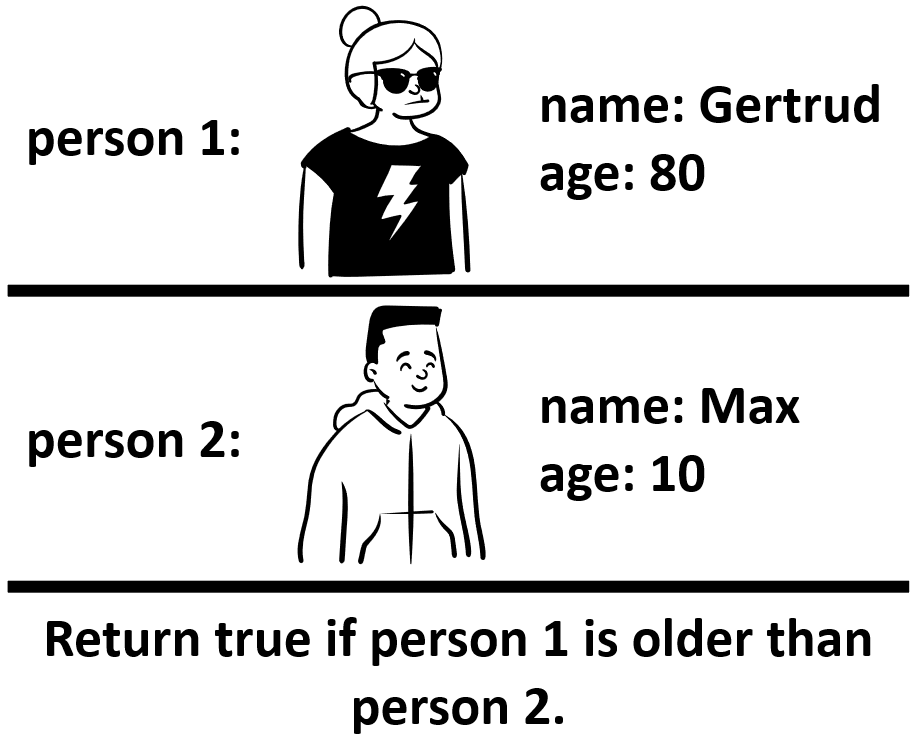 person 1:
name: Gertrud
age: 80
person 2:
name: Max
age: 10
Return true if person 1 is older than
person 2.